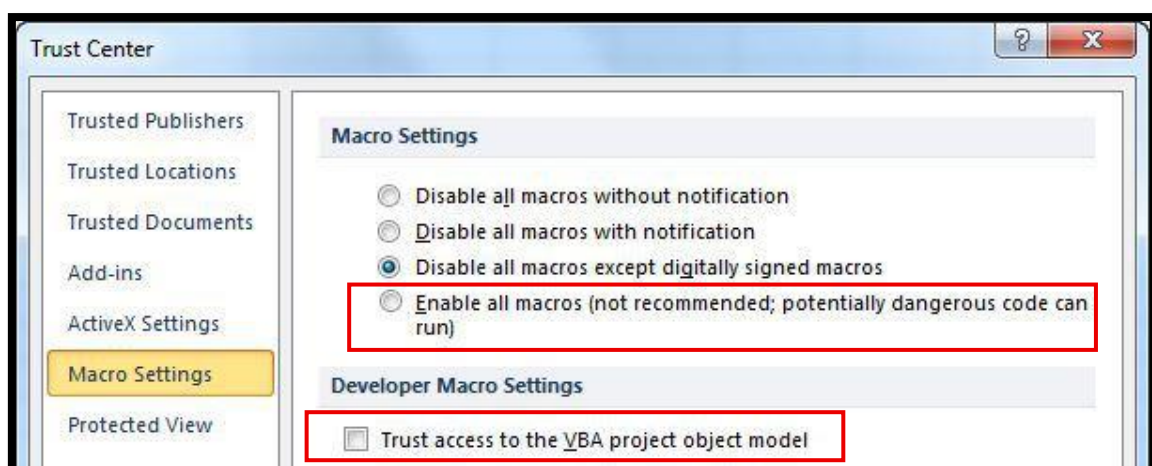 Trust Center
Trusted Publishers
Trusted Locations
Trusted Documents
Add-ins
ActiveX Settings
Macro Settings
Protected View
Macro Settings
Disable all macros without notification
Disable all macros with notification
Disable all macros except digitally signed macros
Enable all macros (not recommended; potentially dangerous code can
run)
Developer Macro Settings
Trust access to the VBA project object model